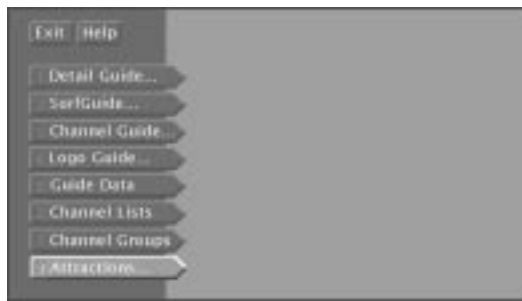 Exit Help
Detail Guide...
SurfGuide...
Channel Guide...
Logo Guide...
Guide Data
Channel Lists
Channel Groups
Attractions...